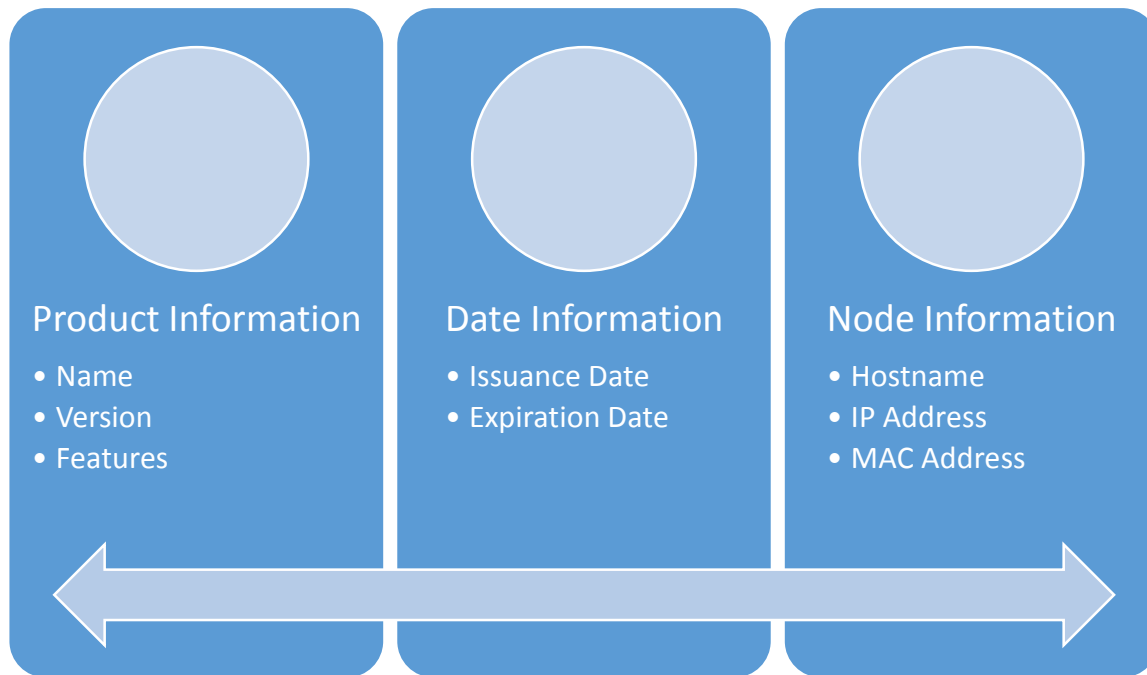 Product Information
• Name
• Version
• Features
Date Information
• Issuance Date
• Expiration Date
Node Information
• Hostname
• IP Address
• MAC Address